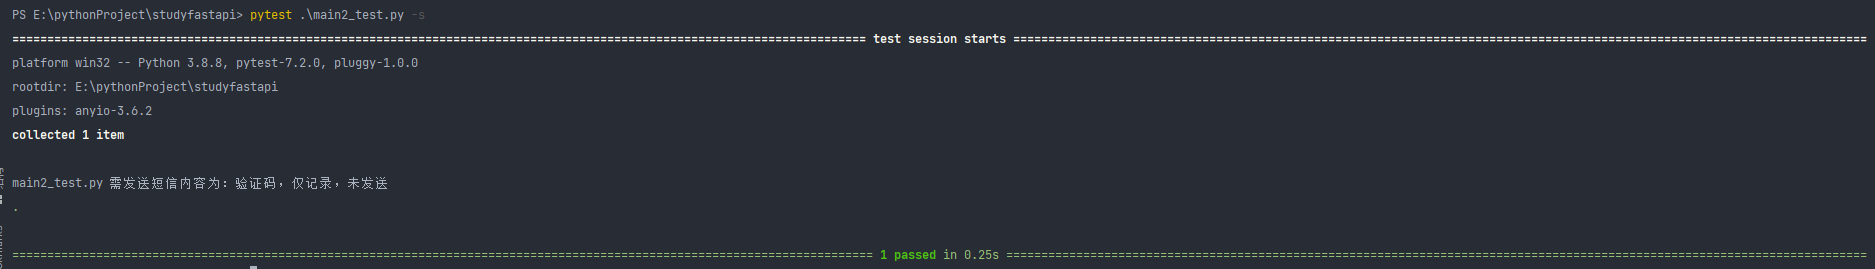 PS E:\pythonProject\studyfastapi> pytest .\main2_test.py -s
============================== test session starts ==============================
platform win32 -- Python 3.8.8, pytest-7.2.0, pluggy-1.0.0
rootdir: E:\pythonProject\studyfastapi
plugins: anyio-3.6.2
collected 1 item
main2_test.py 需发送短信内容为：验证码，仅记录，未发送
.
============================== 1 passed in 0.25s ==============================